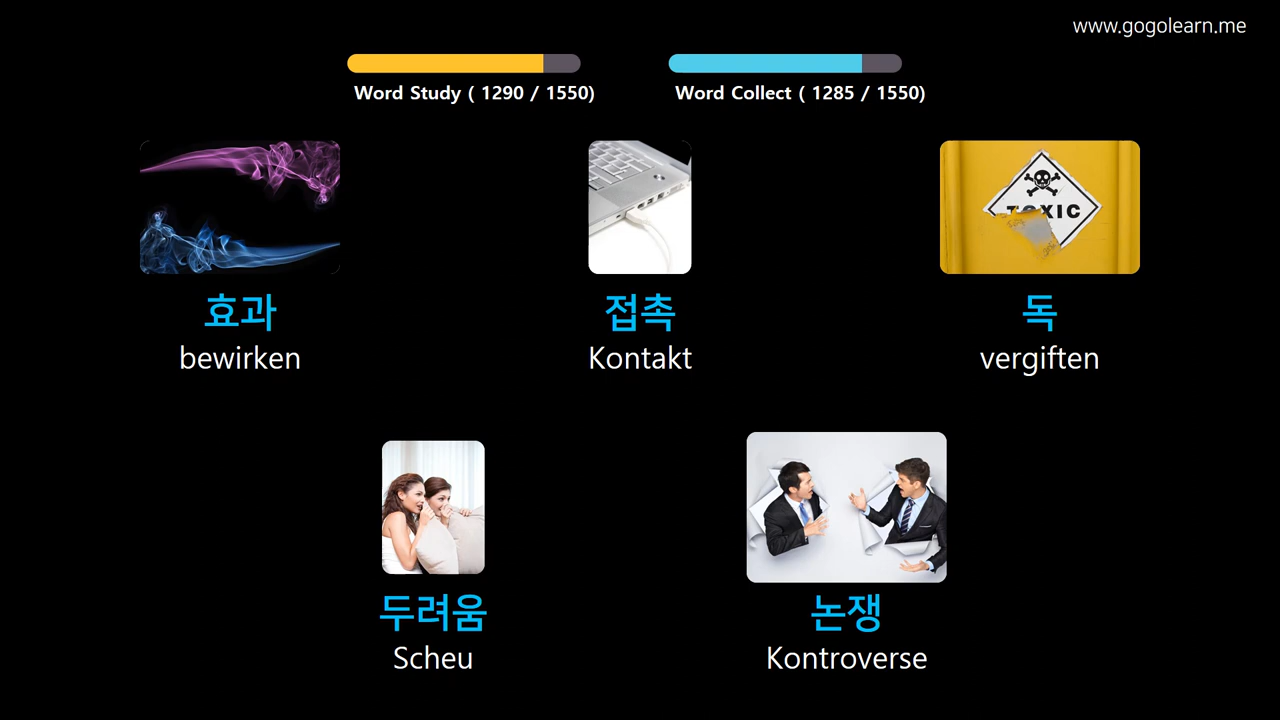 www.gogolearn.me
Word Study ( 1290 / 1550)
Word Collect ( 1285 / 1550)
TOXIC
효과
bewirken
접촉
Kontakt
독
vergiften
두려움
Scheu
논쟁
Kontroverse